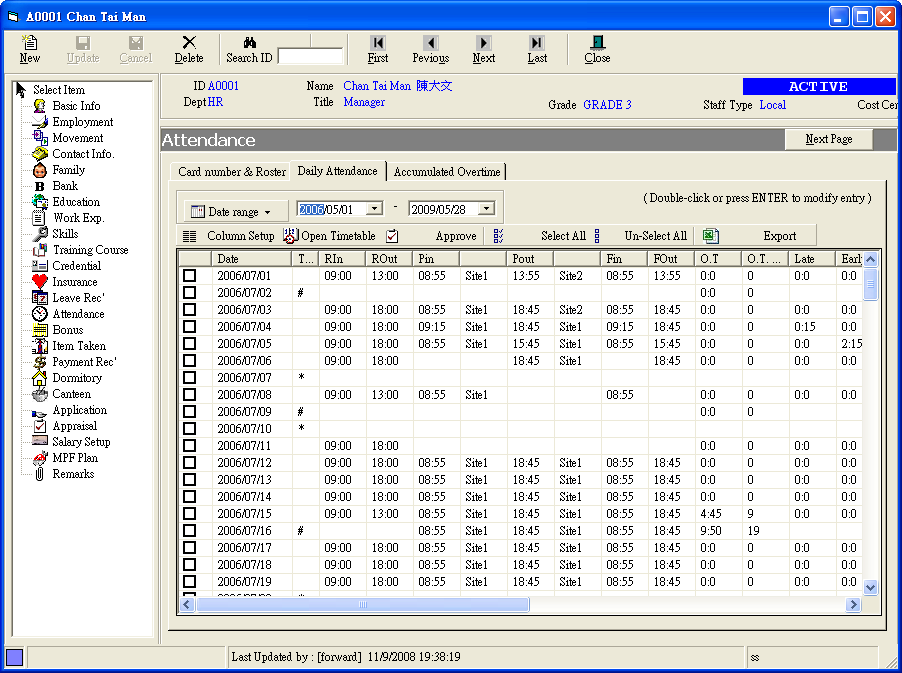 A0001 Chan Tai Man
New Update Cancel Delete Search ID First Pevious Next Last Close
Select Item
Basic Info
Employment
Movement
Contact Info.
Family
Bank
Education
Work Exp.
Skills
Training Course
Credential
Insurance
Leave Rec'
Attendance
Bonus
Item Taken
Payment Rec'
Dormitory
Canteen
Application
Appraisal
Salary Setup
MPF Plan
Remarks
ID A0001 Name Chan Tai Man 陳大文 ACTIVE
Dept HR Title Manager Grade GRADE 3 Staff Type Local Cost Cen
Attendance Next Page
Card number & Roster Daily Attendance Accumulated Overtime
Date range 2006/05/01 - 2009/05/28 ( Double-click or press ENTER to modify entry )
Column Setup Open Timetable Approve Select All Un-Select All Export
Date T... RIn ROut Pin Pout Fin FOut O.T O.T. ... Late Earl
2006/07/01 09:00 13:00 08:55 Site1 13:55 Site2 08:55 13:55 0:0 0 0:0 0:0
2006/07/02 # 0:0 0
2006/07/03 09:00 18:00 08:55 Site1 18:45 Site2 08:55 18:45 0:0 0 0:0 0:0
2006/07/04 09:00 18:00 09:15 Site1 18:45 Site1 09:15 18:45 0:0 0 0:15 0:0
2006/07/05 09:00 18:00 08:55 Site1 15:45 Site1 08:55 15:45 0:0 0 0:0 2:15
2006/07/06 09:00 18:00 18:45 Site1 18:45 0:0 0 0:0 0:0
2006/07/07 *
2006/07/08 09:00 13:00 08:55 Site1 08:55 0:0 0 0:0 0:0
2006/07/09 # 0:0 0
2006/07/10 *
2006/07/11 09:00 18:00 0:0 0 0:0 0:0
2006/07/12 09:00 18:00 08:55 Site1 18:45 Site1 08:55 18:45 0:0 0 0:0 0:0
2006/07/13 09:00 18:00 08:55 Site1 18:45 Site1 08:55 18:45 0:0 0 0:0 0:0
2006/07/14 09:00 18:00 08:55 Site1 18:45 Site1 08:55 18:45 0:0 0 0:0 0:0
2006/07/15 09:00 13:00 08:55 Site1 18:45 Site1 08:55 18:45 4:45 9 0:0 0:0
2006/07/16 # 08:55 Site1 18:45 Site1 08:55 18:45 9:50 19
2006/07/17 09:00 18:00 08:55 Site1 18:45 Site1 08:55 18:45 0:0 0 0:0 0:0
2006/07/18 09:00 18:00 08:55 Site1 18:45 Site1 08:55 18:45 0:0 0 0:0 0:0
2006/07/19 09:00 18:00 08:55 Site1 18:45 Site1 08:55 18:45 0:0 0 0:0 0:0
Last Updated by : [forward] 11/9/2008 19:38:19 ss